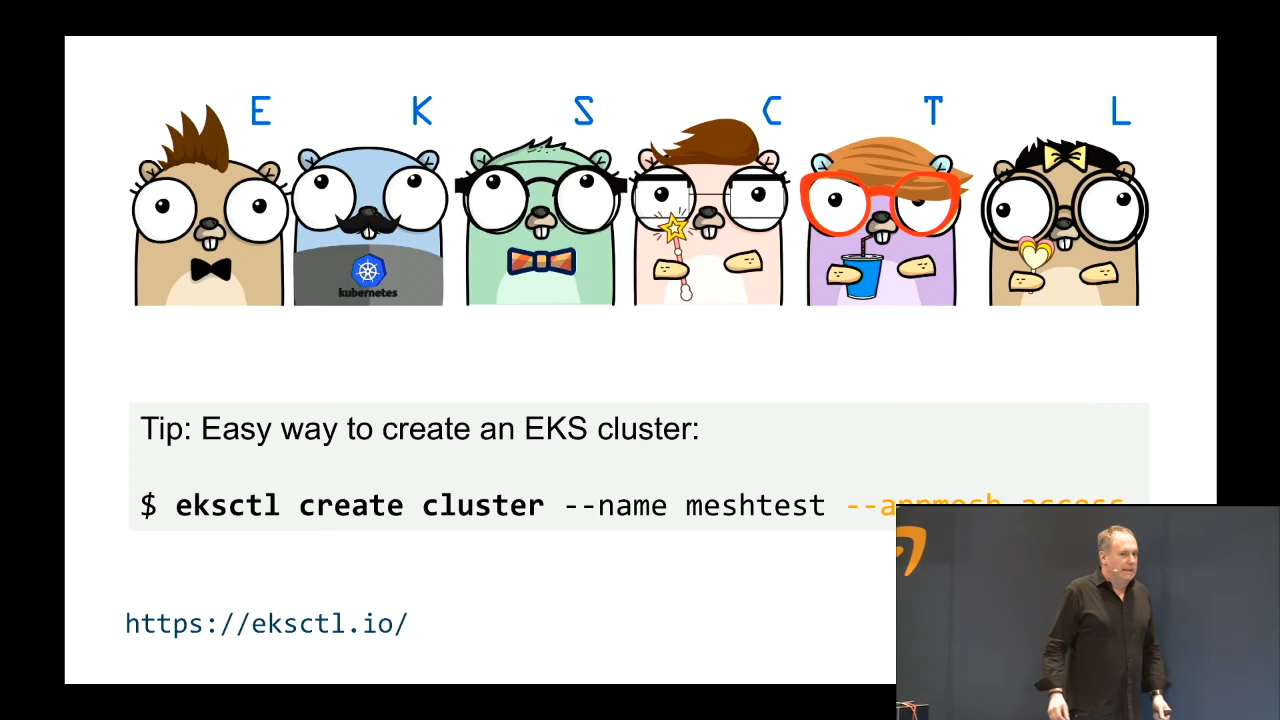 E K S C T L
kubernetes
Tip: Easy way to create an EKS cluster:
$ eksctl create cluster --name meshtest --appmesh-access
https://eksctl.io/